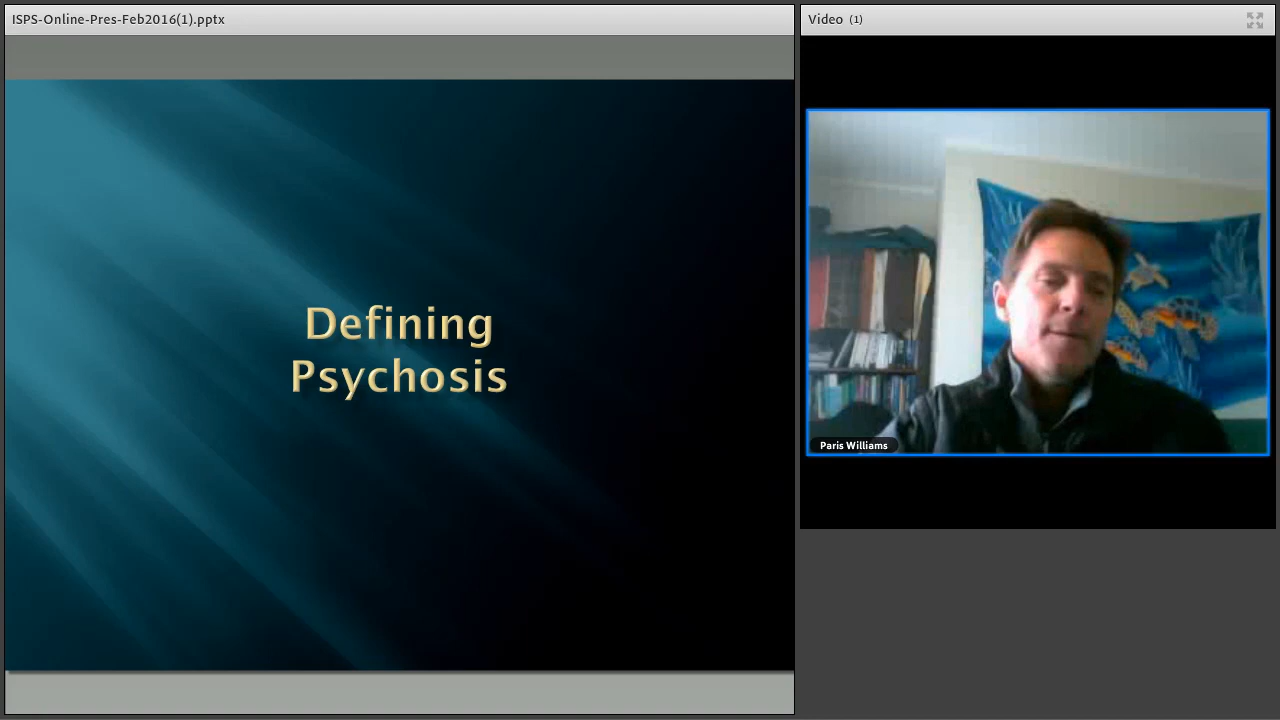 ISPS-Online-Pres-Feb2016(1).pptx
Video (1)
Defining
Psychosis
Paris Williams